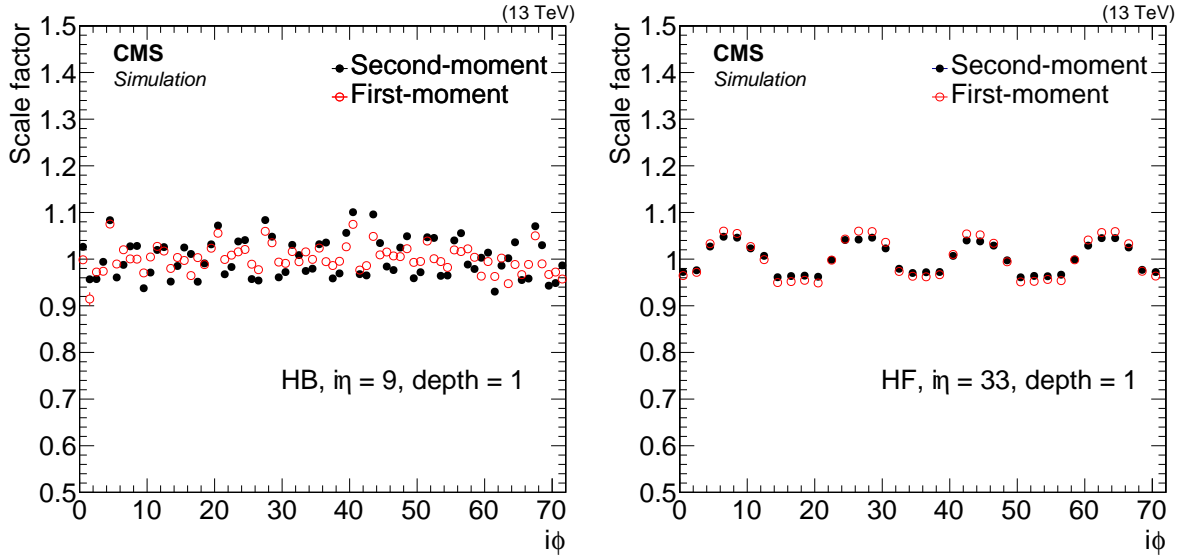 (13 TeV)
Scale factor
1.5
1.4
1.3
1.2
1.1
1
0.9
0.8
0.7
0.6
0.5
CMS
Simulation
Second-moment
First-moment
HB, iη = 9, depth = 1
0 10 20 30 40 50 60 70
iϕ
(13 TeV)
Scale factor
1.5
1.4
1.3
1.2
1.1
1
0.9
0.8
0.7
0.6
0.5
CMS
Simulation
Second-moment
First-moment
HF, iη = 33, depth = 1
0 10 20 30 40 50 60 70
iϕ